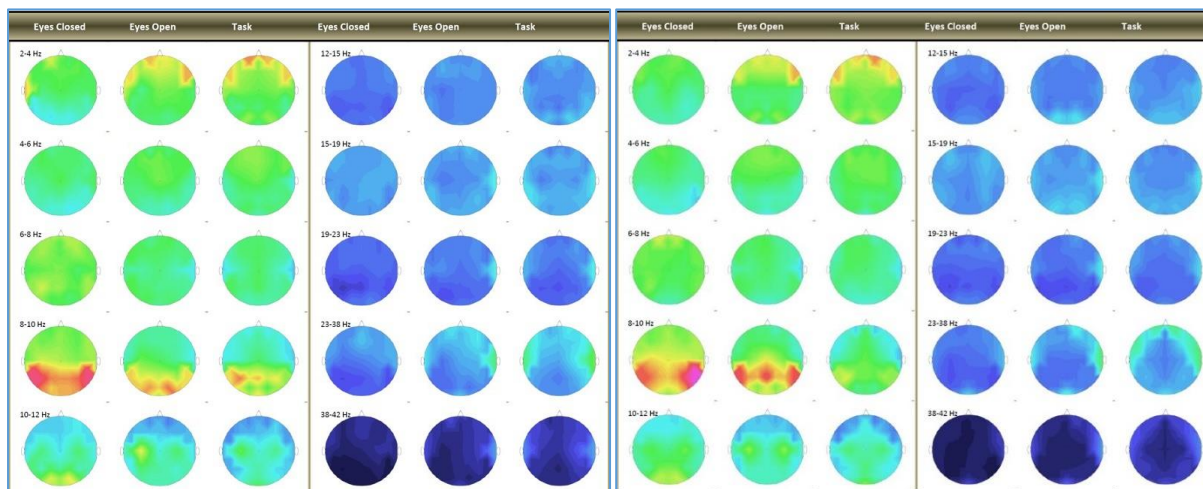 Eyes Closed Eyes Open Task Eyes Closed Eyes Open Task
2-4 Hz 12-15 Hz
4-6 Hz 15-19 Hz
6-8 Hz 19-23 Hz
8-10 Hz 23-38 Hz
10-12 Hz 38-42 Hz
Eyes Closed Eyes Open Task Eyes Closed Eyes Open Task
2-4 Hz 12-15 Hz
4-6 Hz 15-19 Hz
6-8 Hz 19-23 Hz
8-10 Hz 23-38 Hz
10-12 Hz 38-42 Hz